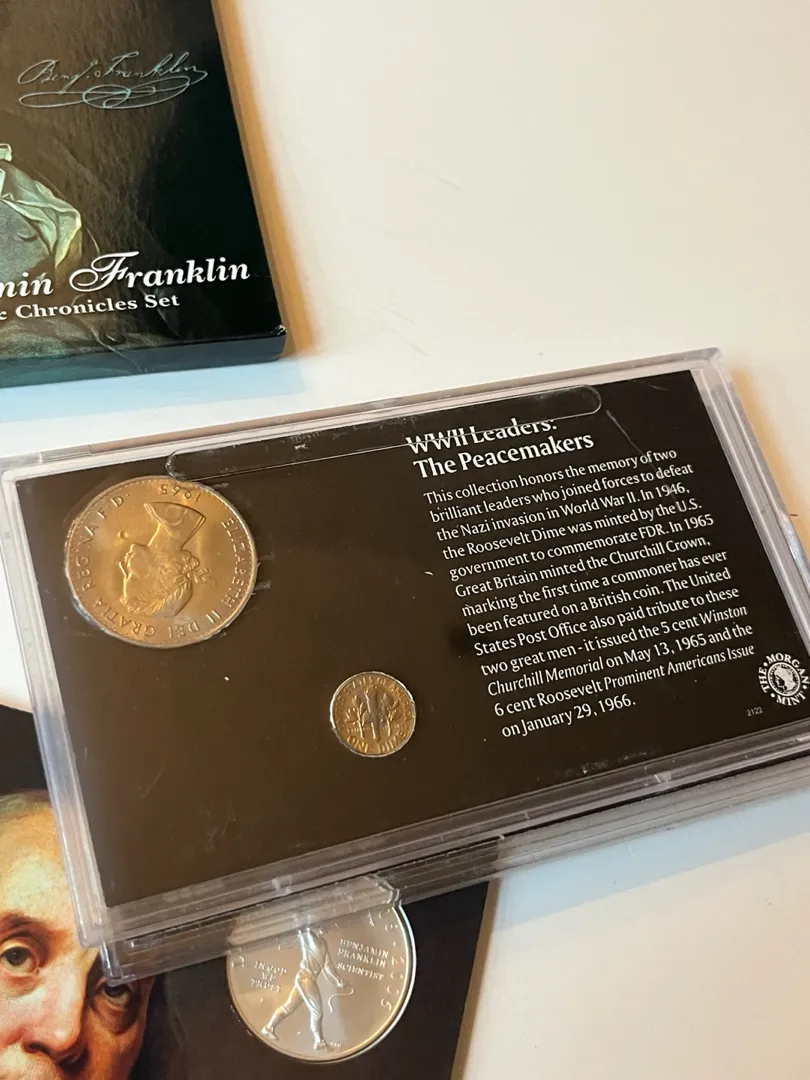 Benj. Franklin
min Franklin
c Chronicles Set
WWII Leaders:
The Peacemakers
This collection honors the memory of two
brilliant leaders who joined forces to defeat
the Nazi invasion in World War II. In 1946,
the Roosevelt Dime was minted by the U.S.
government to commemorate FDR. In 1965
Great Britain minted the Churchill Crown,
marking the first time a commoner has ever
been featured on a British coin. The United
States Post Office also paid tribute to these
two great men - it issued the 5 cent Winston
Churchill Memorial on May 13, 1965 and the
6 cent Roosevelt Prominent Americans Issue
on January 29, 1966.
THE MORGAN MINT
2122
ELIZABETH II DEI GRATIA REGINA F.D.
1965
ONE DIME
BENJAMIN
FRANKLIN
SCIENTIST
IN GOD
WE
TRUST